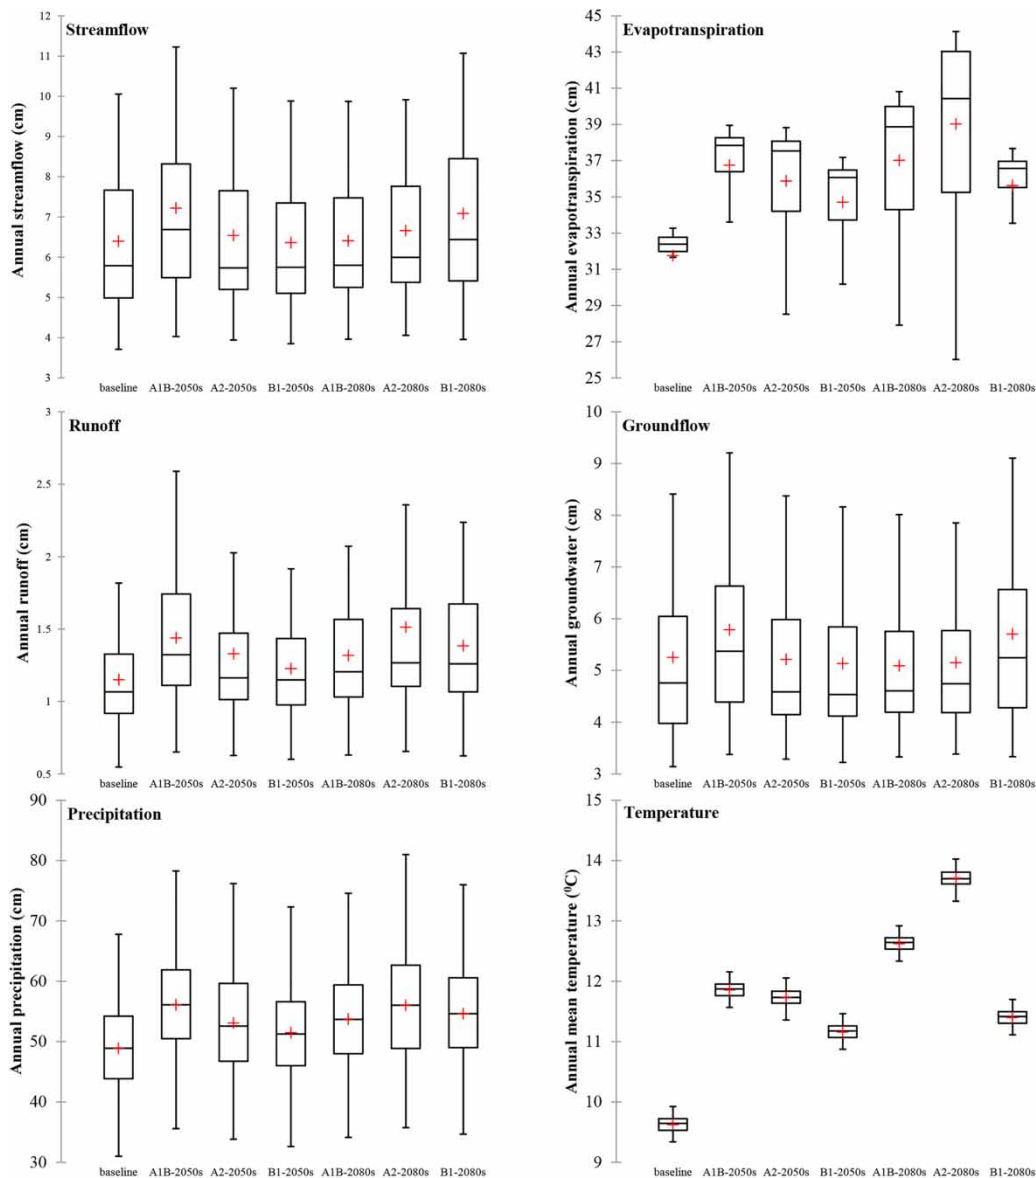 Streamflow
Annual streamflow (cm)
12
11
10
9
8
7
6
5
4
3
baseline A1B-2050s A2-2050s B1-2050s A1B-2080s A2-2080s B1-2080s
Evapotranspiration
Annual evapotranspiration (cm)
45
43
41
39
37
35
33
31
29
27
25
baseline A1B-2050s A2-2050s B1-2050s A1B-2080s A2-2080s B1-2080s
Runoff
Annual runoff (cm)
3
2.5
2
1.5
1
0.5
baseline A1B-2050s A2-2050s B1-2050s A1B-2080s A2-2080s B1-2080s
Groundflow
Annual groundwater (cm)
10
9
8
7
6
5
4
3
baseline A1B-2050s A2-2050s B1-2050s A1B-2080s A2-2080s B1-2080s
Precipitation
Annual precipitation (cm)
90
80
70
60
50
40
30
baseline A1B-2050s A2-2050s B1-2050s A1B-2080s A2-2080s B1-2080s
Temperature
Annual mean temperature (⁰C)
15
14
13
12
11
10
9
baseline A1B-2050s A2-2050s B1-2050s A1B-2080s A2-2080s B1-2080s